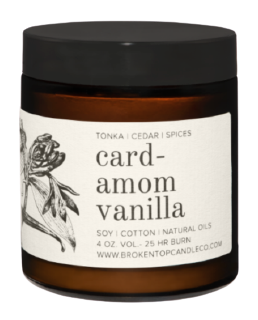 TONKA | CEDAR | SPICES
card-
amom
vanilla
SOY | COTTON | NATURAL OILS
4 OZ. VOL.- 25 HR BURN
WWW.BROKENTOPCANDLECO.COM